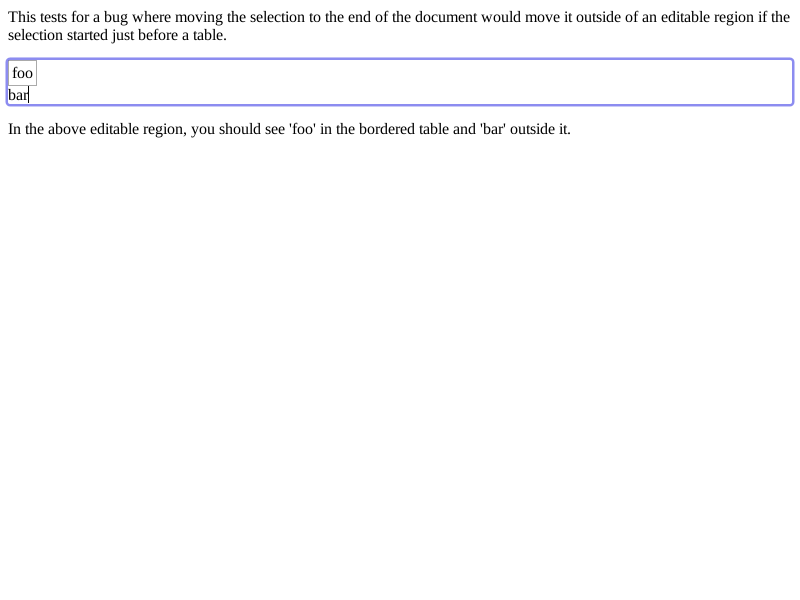 This tests for a bug where moving the selection to the end of the document would move it outside of an editable region if the
selection started just before a table.
foo
bar
In the above editable region, you should see 'foo' in the bordered table and 'bar' outside it.